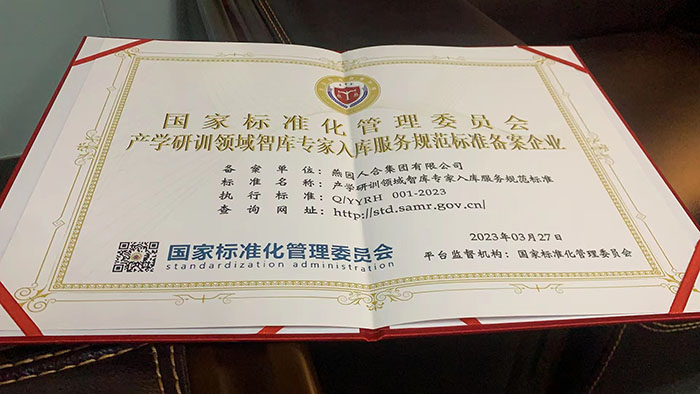 国家标准化管理委员会
产学研训领域智库专家入库服务规范标准备案企业
备案单位：燕园人合集团有限公司
标准名称：产学研训领域智库专家入库服务规范标准
执行标准：Q/YYRH 001-2023
查询网址：http://std.samr.gov.cn/
国家标准化管理委员会
standardization administration
2023年03月27日
平台监督机构：国家标准化管理委员会